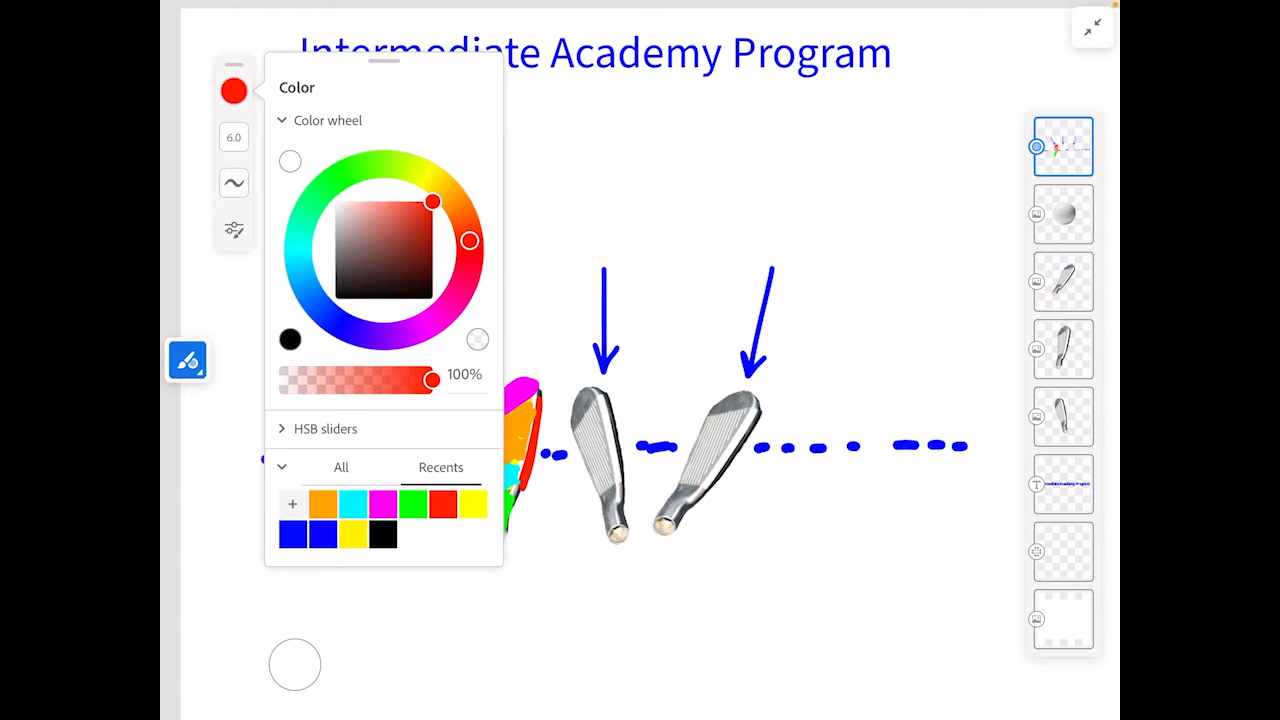 Intermediate Academy Program
Color
Color wheel
6.0
100%
HSB sliders
All
Recents